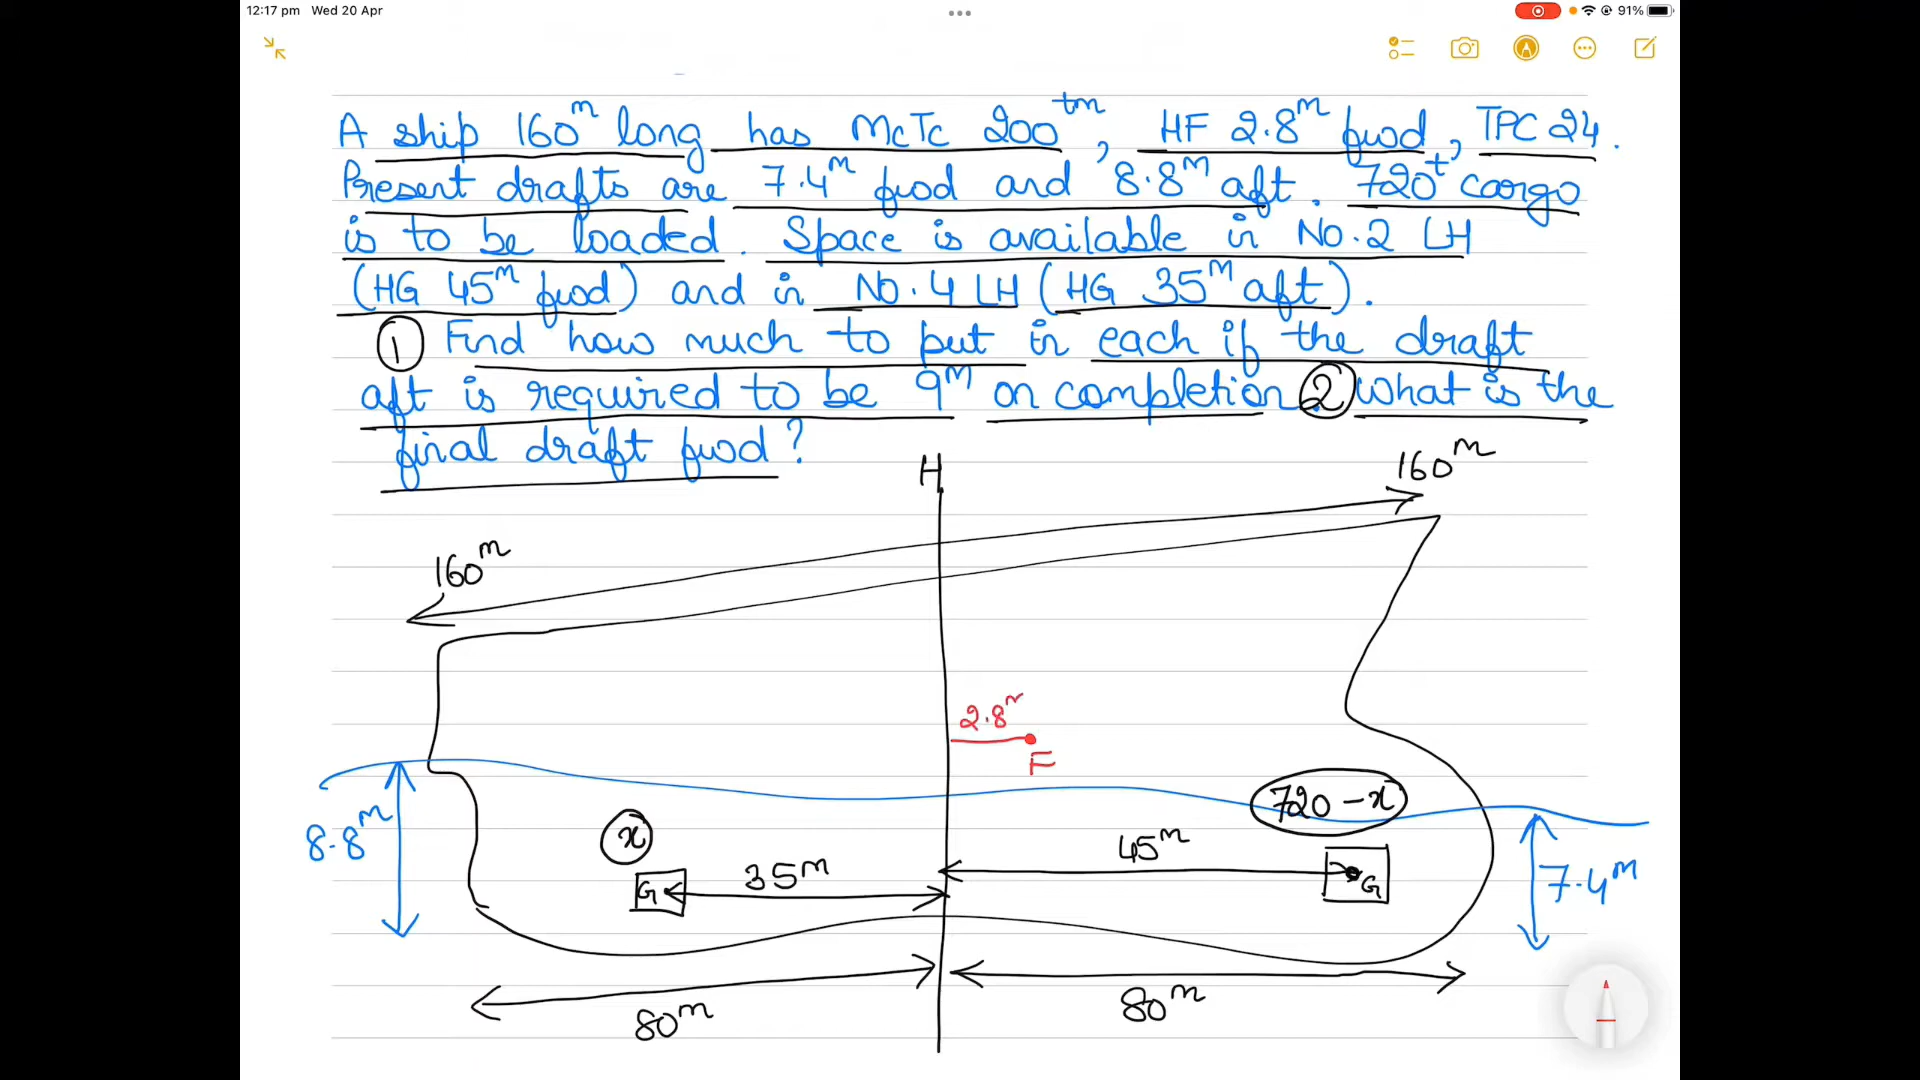 12:17 pm Wed 20 Apr
91%
A ship 160m long has MCTC 200tm, HF 2.8m fwd, TPC 24.
Present drafts are 7.4m fwd and 8.8m aft. 720t cargo
is to be loaded. Space is available in No.2 LH
(HG 45m fwd) and in No.4 LH (HG 35m aft).
1 Find how much to put in each if the draft
aft is required to be 9m on completion. 2 What is the
final draft fwd?
H
160m
160m
2.8m
F
720-x
8.8m
x
45m
35m
G
G
7.4m
80m
80m